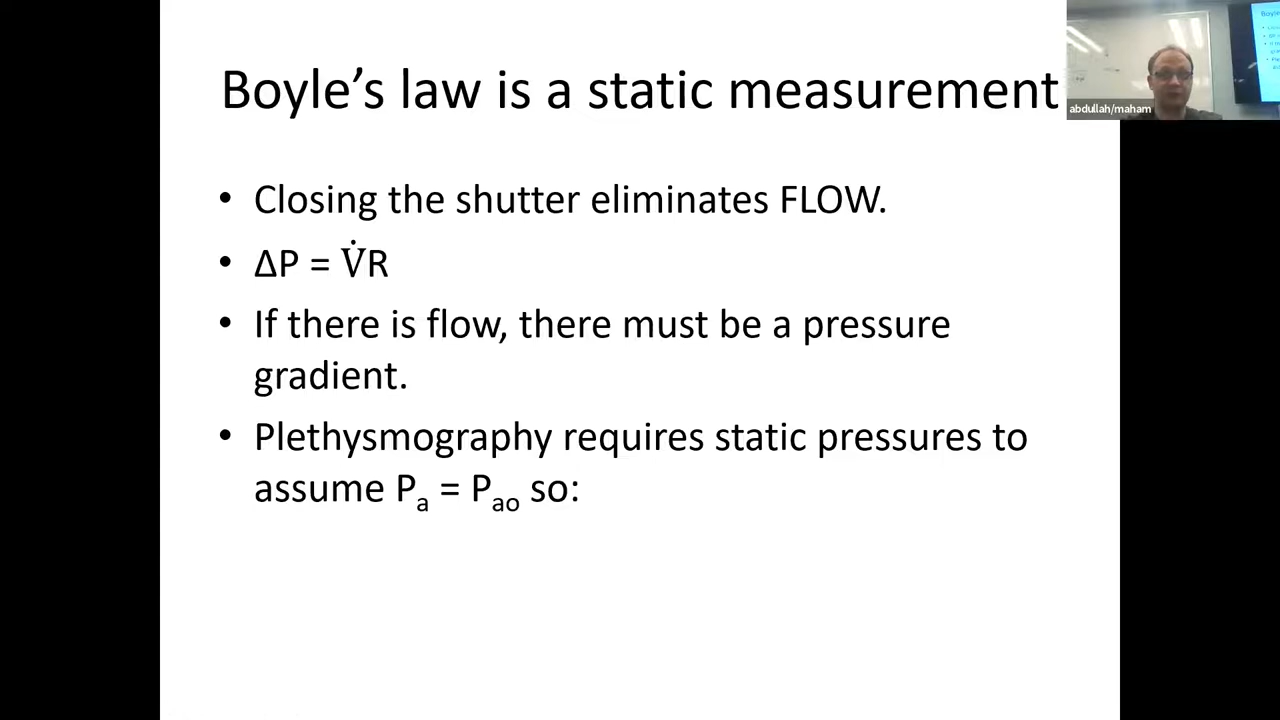 Boyle’s law is a static measurement
abdullah/maham
• Closing the shutter eliminates FLOW.
• ΔP = V̇R
• If there is flow, there must be a pressure
gradient.
• Plethysmography requires static pressures to
assume Pa = Pao so: